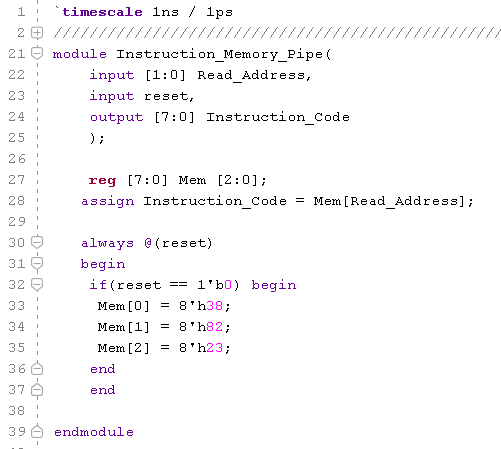 1 `timescale 1ns / 1ps
2 //////////////////////////////////////////////////
21 module Instruction_Memory_Pipe(
22 input [1:0] Read_Address,
23 input reset,
24 output [7:0] Instruction_Code
25 );
26
27 reg [7:0] Mem [2:0];
28 assign Instruction_Code = Mem[Read_Address];
29
30 always @(reset)
31 begin
32 if(reset == 1'b0) begin
33 Mem[0] = 8'h38;
34 Mem[1] = 8'h82;
35 Mem[2] = 8'h23;
36 end
37 end
38
39 endmodule